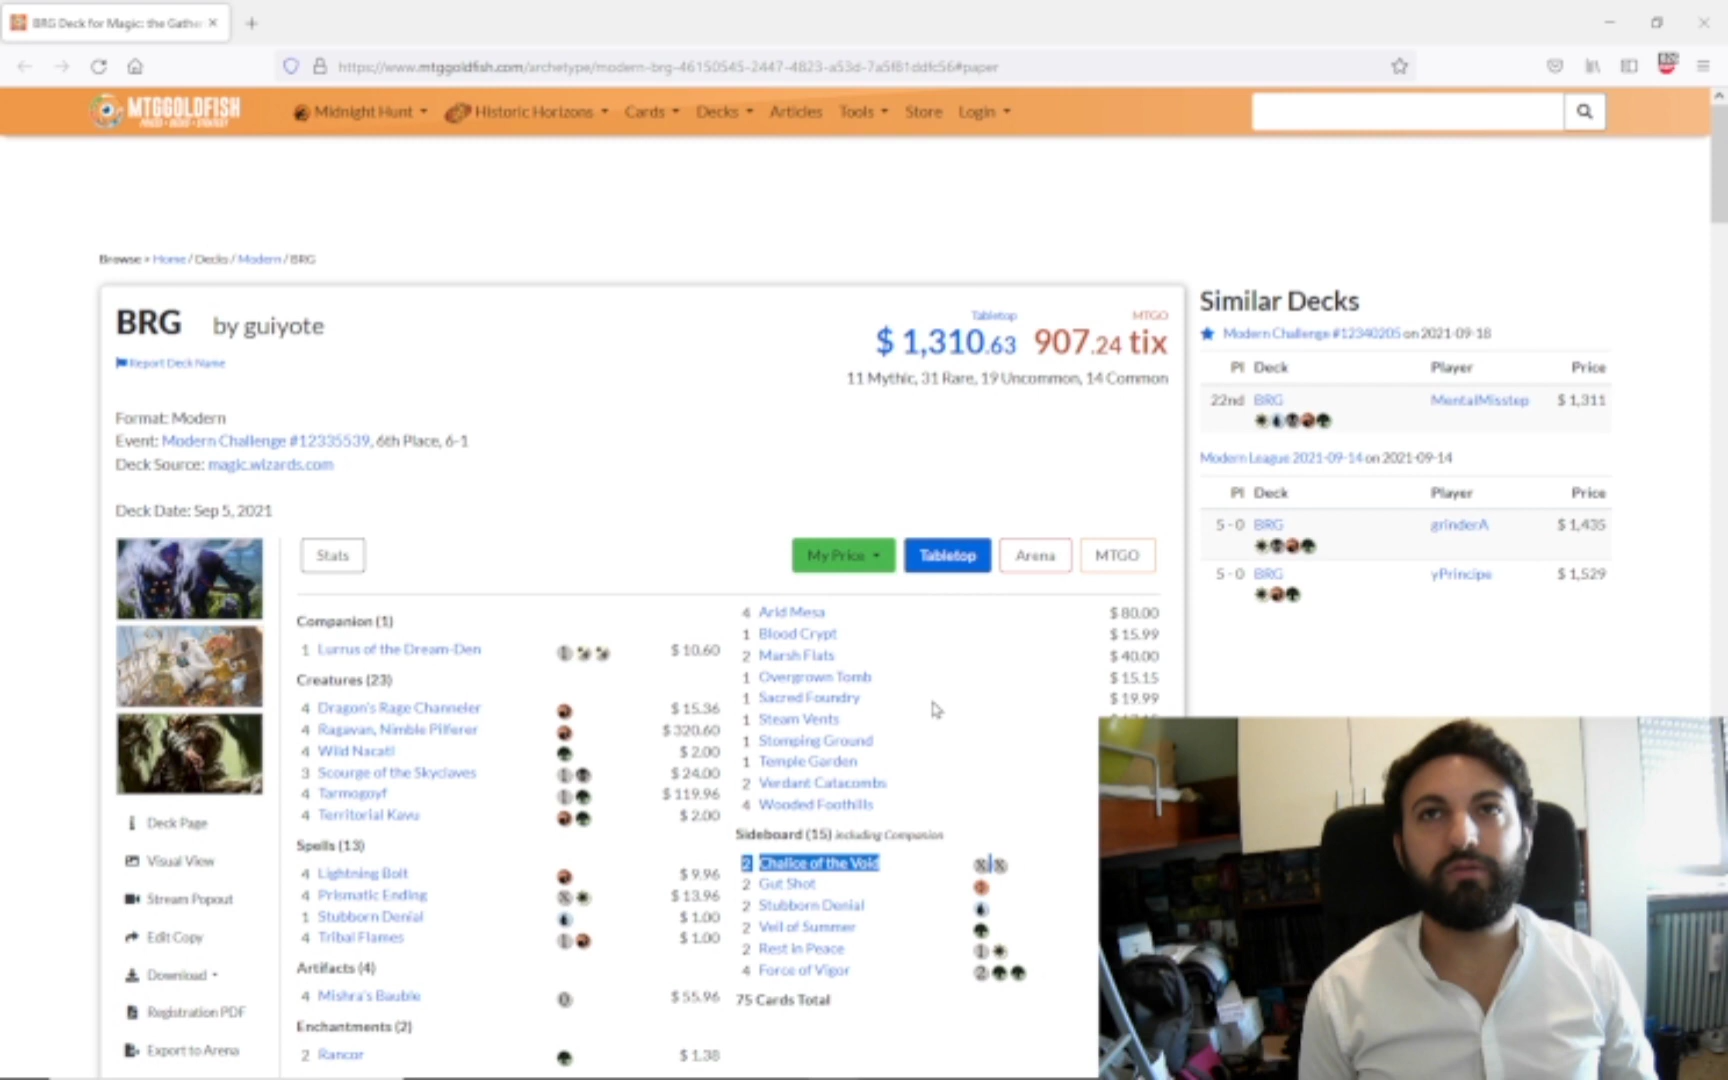 BRG Deck for Magic: the Gather
https://www.mtggoldfish.com/archetype/modern-brg-46150545-2447-4823-a53d-7a5f81ddfc56#paper
MTGGOLDFISH
Midnight Hunt
Historic Horizons
Cards
Decks
Articles
Tools
Store
Login
Browse > Home / Decks / Modern / BRG
BRG by guiyote
Report Deck Name
Tabletop
$ 1,310.63
MTGO
907.24 tix
11 Mythic, 31 Rare, 19 Uncommon, 14 Common
Format: Modern
Event: Modern Challenge #12335539, 6th Place, 6-1
Deck Source: magic.wizards.com
Deck Date: Sep 5, 2021
Stats
My Price
Tabletop
Arena
MTGO
Deck Page
Visual View
Stream Popout
Edit Copy
Download
Registration PDF
Export to Arena
Companion (1)
1 Lurrus of the Dream-Den $ 10.60
Creatures (23)
4 Dragon's Rage Channeler $ 15.36
4 Ragavan, Nimble Pilferer $ 320.60
4 Wild Nacatl $ 2.00
3 Scourge of the Skyclaves $ 24.00
4 Tarmogoyf $ 119.96
4 Territorial Kavu $ 2.00
Spells (13)
4 Lightning Bolt $ 9.96
4 Prismatic Ending X $ 13.96
1 Stubborn Denial $ 1.00
4 Tribal Flames 1 $ 1.00
Artifacts (4)
4 Mishra's Bauble 0 $ 55.96
Enchantments (2)
2 Rancor $ 1.38
4 Arid Mesa $ 80.00
1 Blood Crypt $ 15.99
2 Marsh Flats $ 40.00
1 Overgrown Tomb $ 15.15
1 Sacred Foundry $ 19.99
1 Steam Vents
1 Stomping Ground
1 Temple Garden
2 Verdant Catacombs
4 Wooded Foothills
Sideboard (15) including Companion
2 Chalice of the Void X X
2 Gut Shot
2 Stubborn Denial
2 Veil of Summer
2 Rest in Peace 1
4 Force of Vigor 2
75 Cards Total
Similar Decks
Modern Challenge #12340205 on 2021-09-18
Pl Deck Player Price
22nd BRG MentalMisstep $ 1,311
Modern League 2021-09-14 on 2021-09-14
Pl Deck Player Price
5 - 0 BRG grinderA $ 1,435
5 - 0 BRG yPrincipe $ 1,529